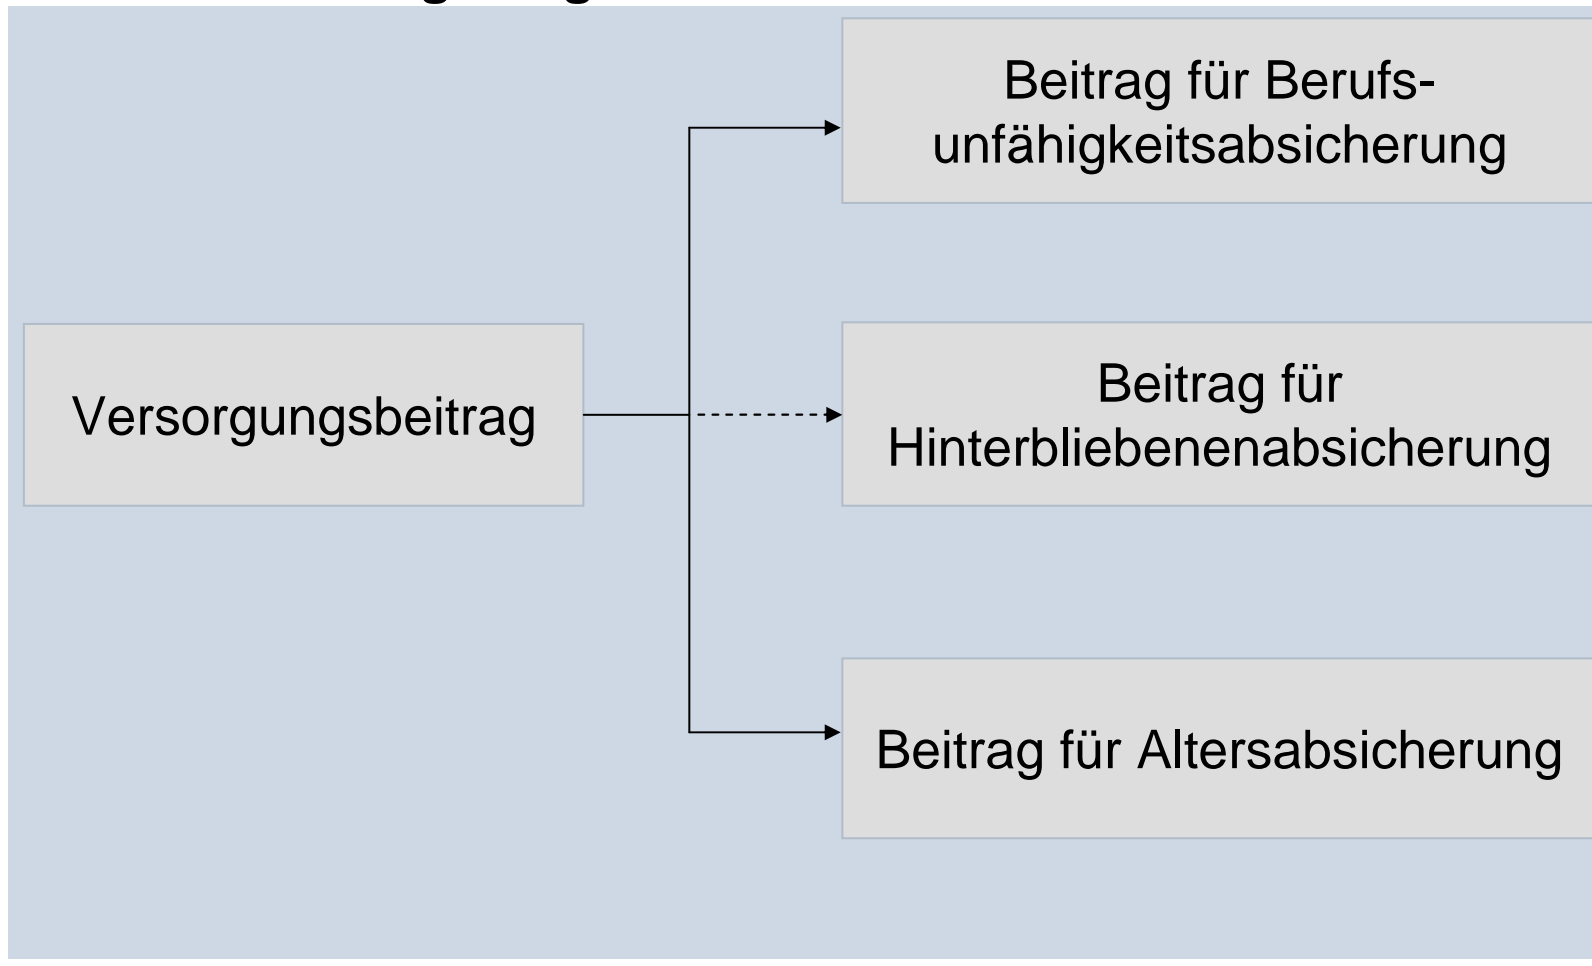 Beitrag für Berufs-
unfähigkeitsabsicherung
Versorgungsbeitrag
Beitrag für
Hinterbliebenenabsicherung
Beitrag für Altersabsicherung